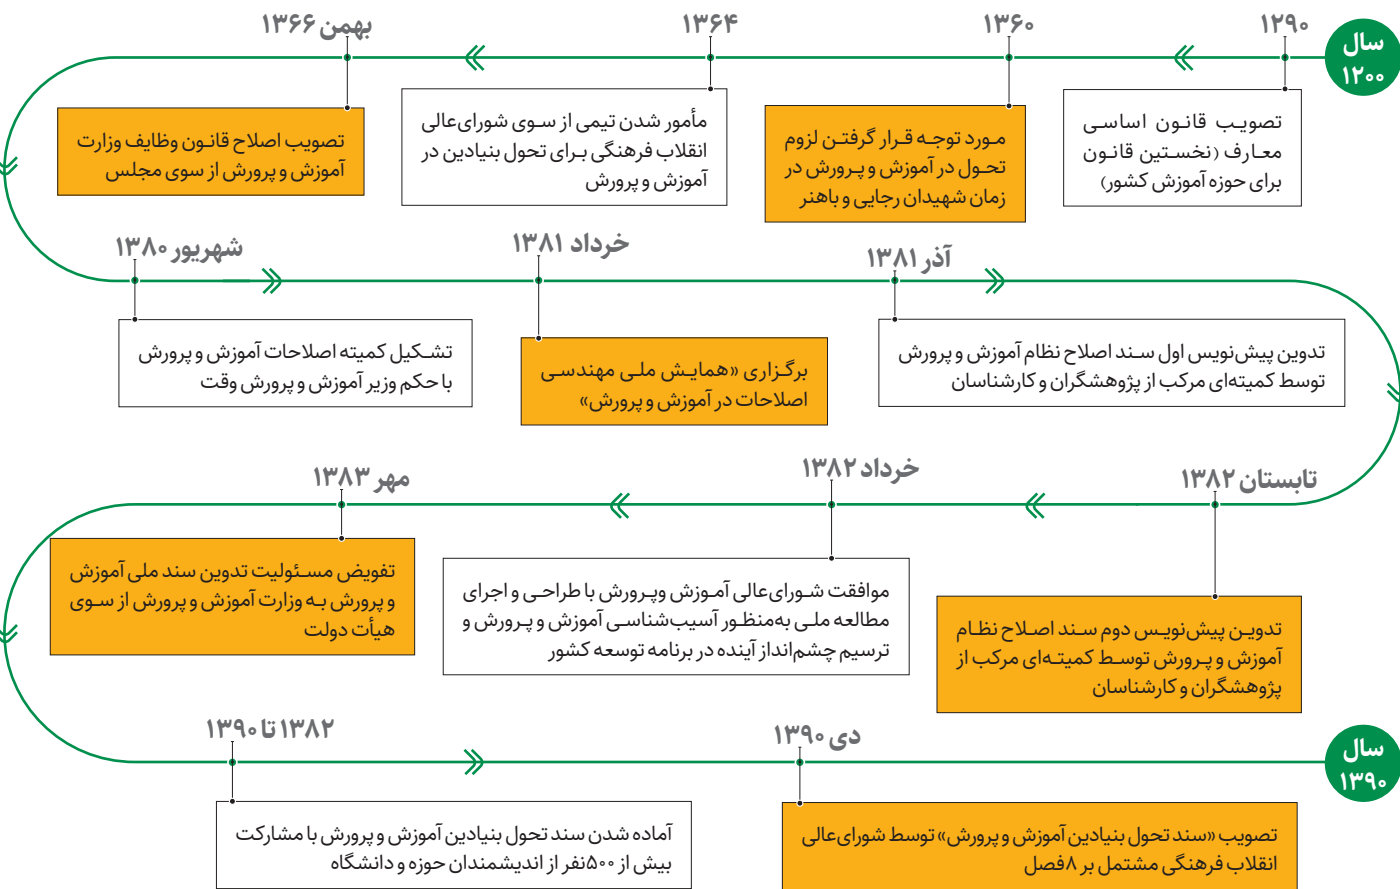 سال
۱۲۰۰
۱۲۹۰
تصویب قانون اساسی
معارف (نخستین قانون
برای حوزه آموزش کشور)
۱۳۶۰
مورد توجه قرار گرفتن لزوم
تحول در آموزش و پرورش در
زمان شهیدان رجایی و باهنر
۱۳۶۴
مأمور شدن تیمی از سوی شورای‌عالی
انقلاب فرهنگی برای تحول بنیادین در
آموزش و پرورش
بهمن ۱۳۶۶
تصویب اصلاح قانون وظایف وزارت
آموزش و پرورش از سوی مجلس
شهریور ۱۳۸۰
تشکیل کمیته اصلاحات آموزش و پرورش
با حکم وزیر آموزش و پرورش وقت
خرداد ۱۳۸۱
برگزاری «همایش ملی مهندسی
اصلاحات در آموزش و پرورش»
آذر ۱۳۸۱
تدوین پیش‌نویس اول سند اصلاح نظام آموزش و پرورش
توسط کمیته‌ای مرکب از پژوهشگران و کارشناسان
تابستان ۱۳۸۲
تدوین پیش‌نویس دوم سند اصلاح نظام
آموزش و پرورش توسط کمیته‌ای مرکب از
پژوهشگران و کارشناسان
خرداد ۱۳۸۲
موافقت شورای‌عالی آموزش وپرورش با طراحی و اجرای
مطالعه ملی به‌منظور آسیب‌شناسی آموزش و پرورش و
ترسیم چشم‌انداز آینده در برنامه توسعه کشور
مهر ۱۳۸۳
تفویض مسئولیت تدوین سند ملی آموزش
و پرورش به وزارت آموزش و پرورش از سوی
هیأت دولت
۱۳۸۲ تا ۱۳۹۰
آماده شدن سند تحول بنیادین آموزش و پرورش با مشارکت
بیش از ۵۰۰نفر از اندیشمندان حوزه و دانشگاه
دی ۱۳۹۰
تصویب «سند تحول بنیادین آموزش و پرورش» توسط شورای‌عالی
انقلاب فرهنگی مشتمل بر ۸فصل
سال
۱۳۹۰